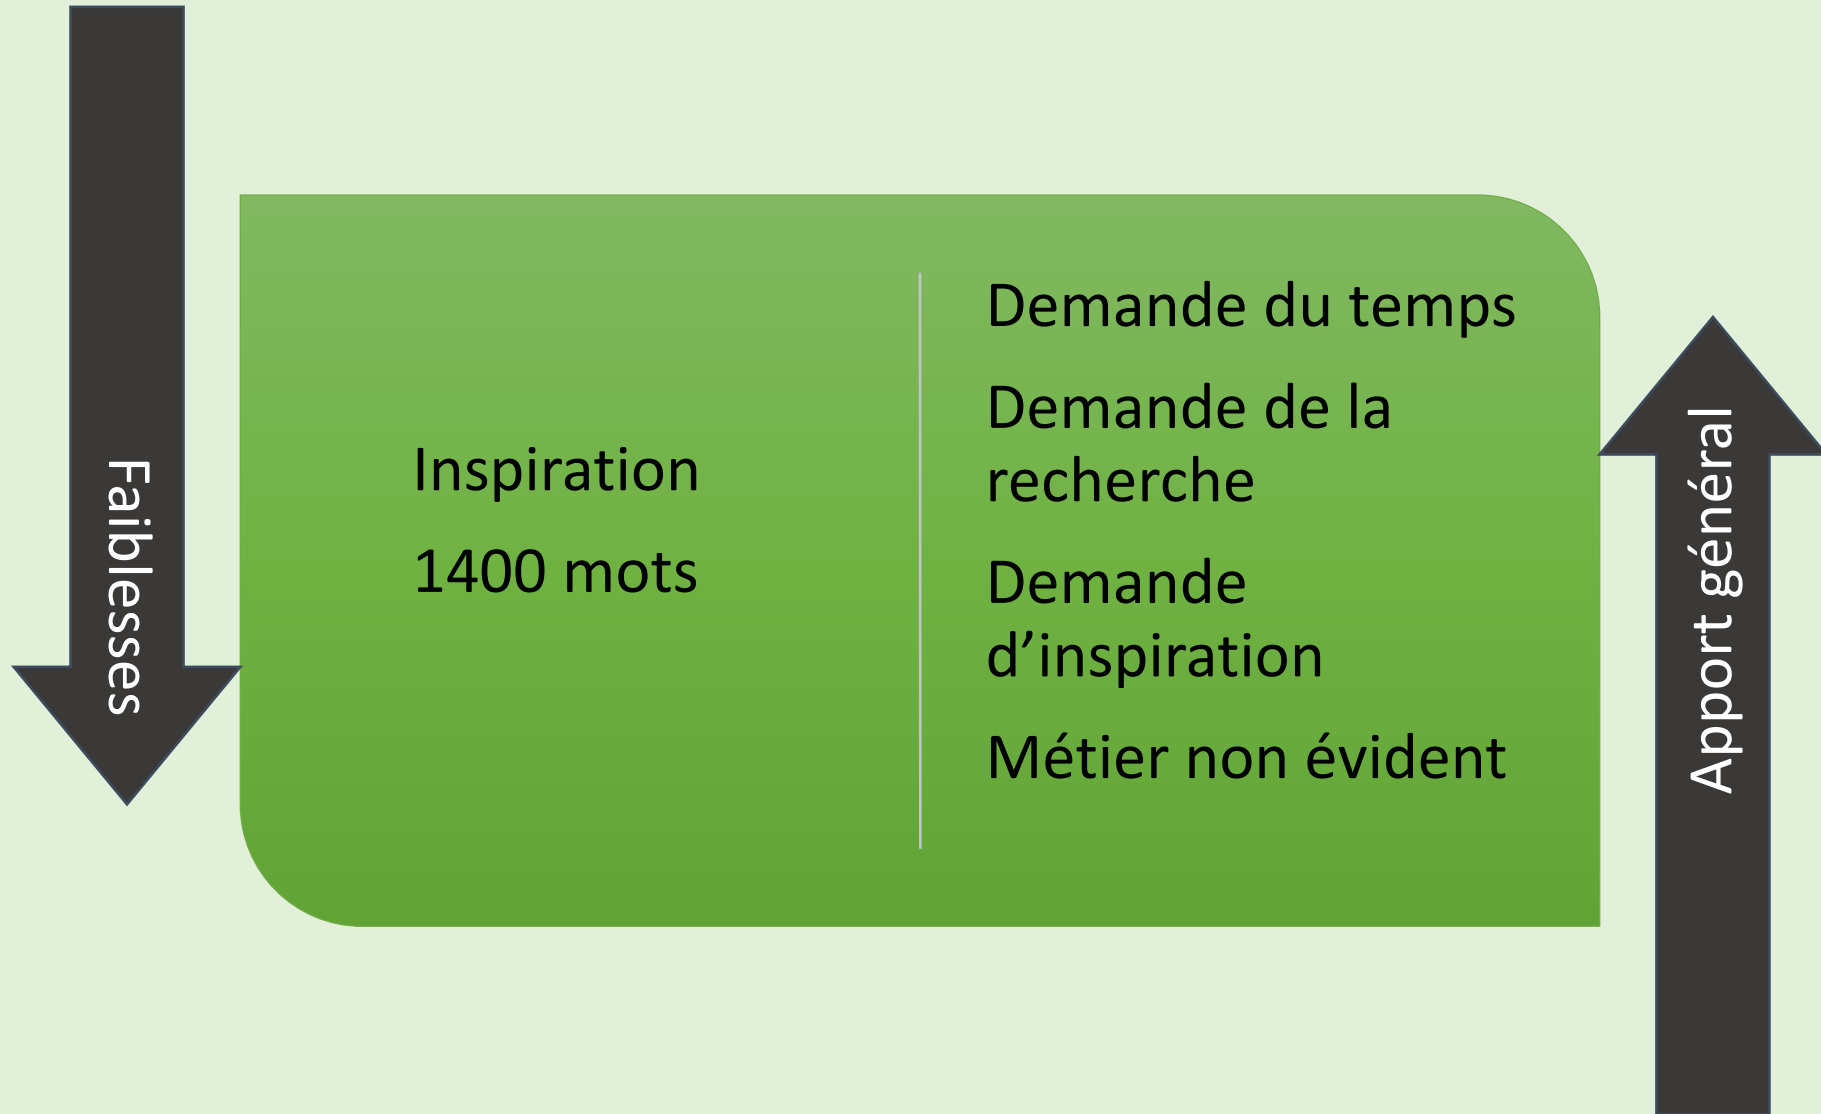 Faiblesses
Inspiration
1400 mots
Demande du temps
Demande de la
recherche
Demande
d’inspiration
Métier non évident
Apport général